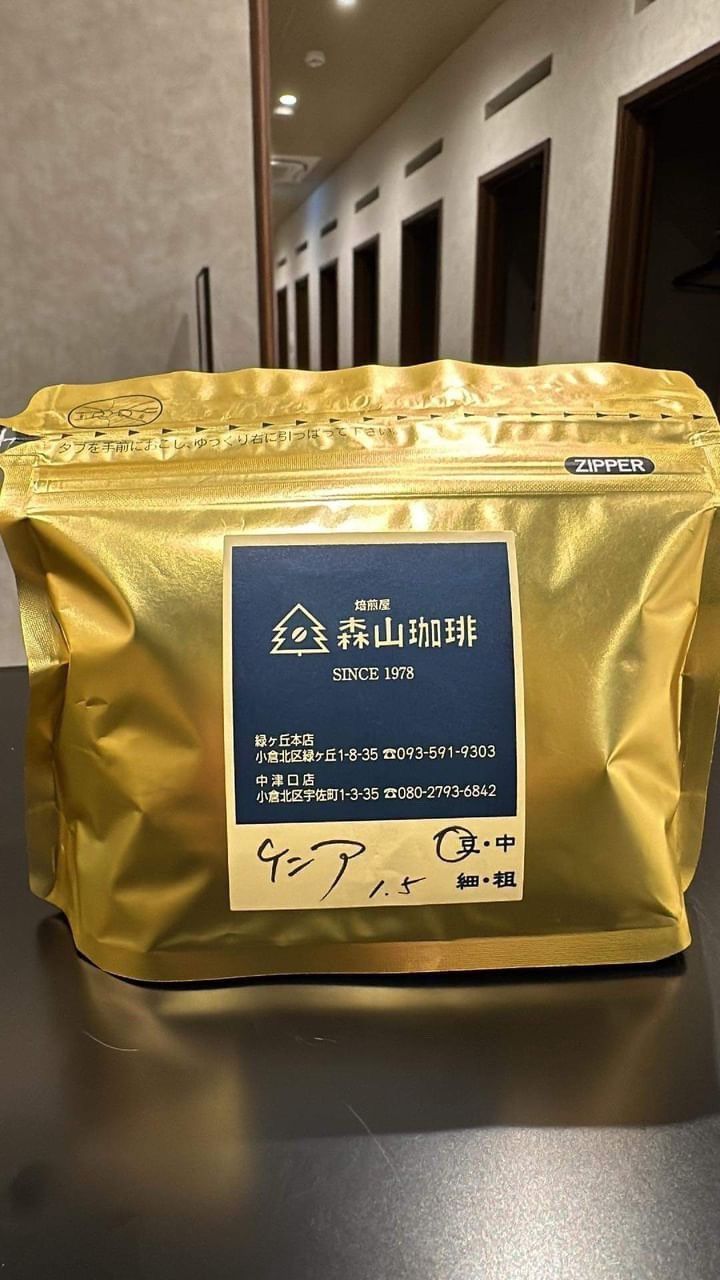 タブを手前におこし、ゆっくり右に引っぱって下さい。
ZIPPER
焙煎屋
森山珈琲
SINCE 1978
緑ヶ丘本店
小倉北区緑ヶ丘1-8-35 ☎093-591-9303
中津口店
小倉北区宇佐町1-3-35 ☎080-2793-6842
ケニア 豆・中
1.5 細・粗